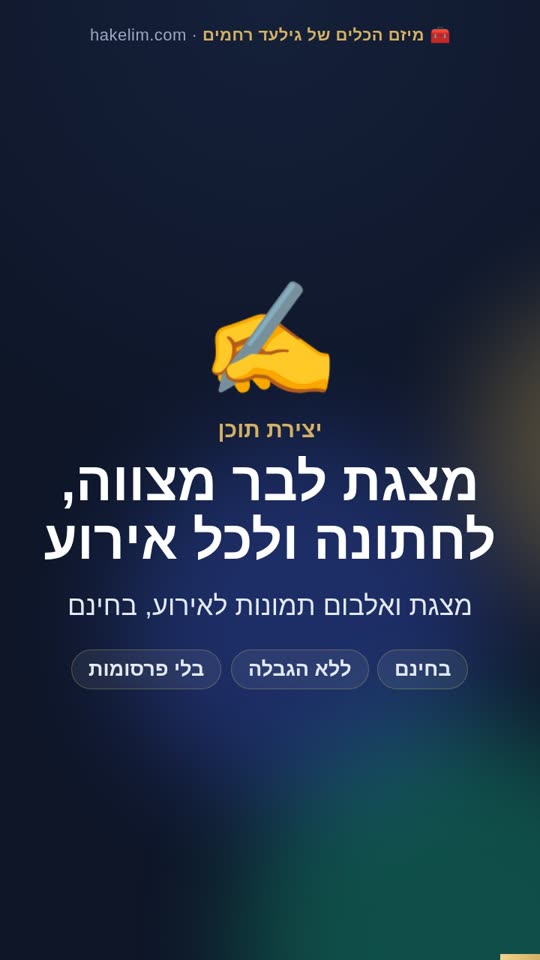 🧰 מיזם הכלים של גילעד רחמים · hakelim.com
יצירת תוכן
מצגת לבר מצווה,
לחתונה ולכל אירוע
מצגת ואלבום תמונות לאירוע, בחינם
בחינם
ללא הגבלה
בלי פרסומות